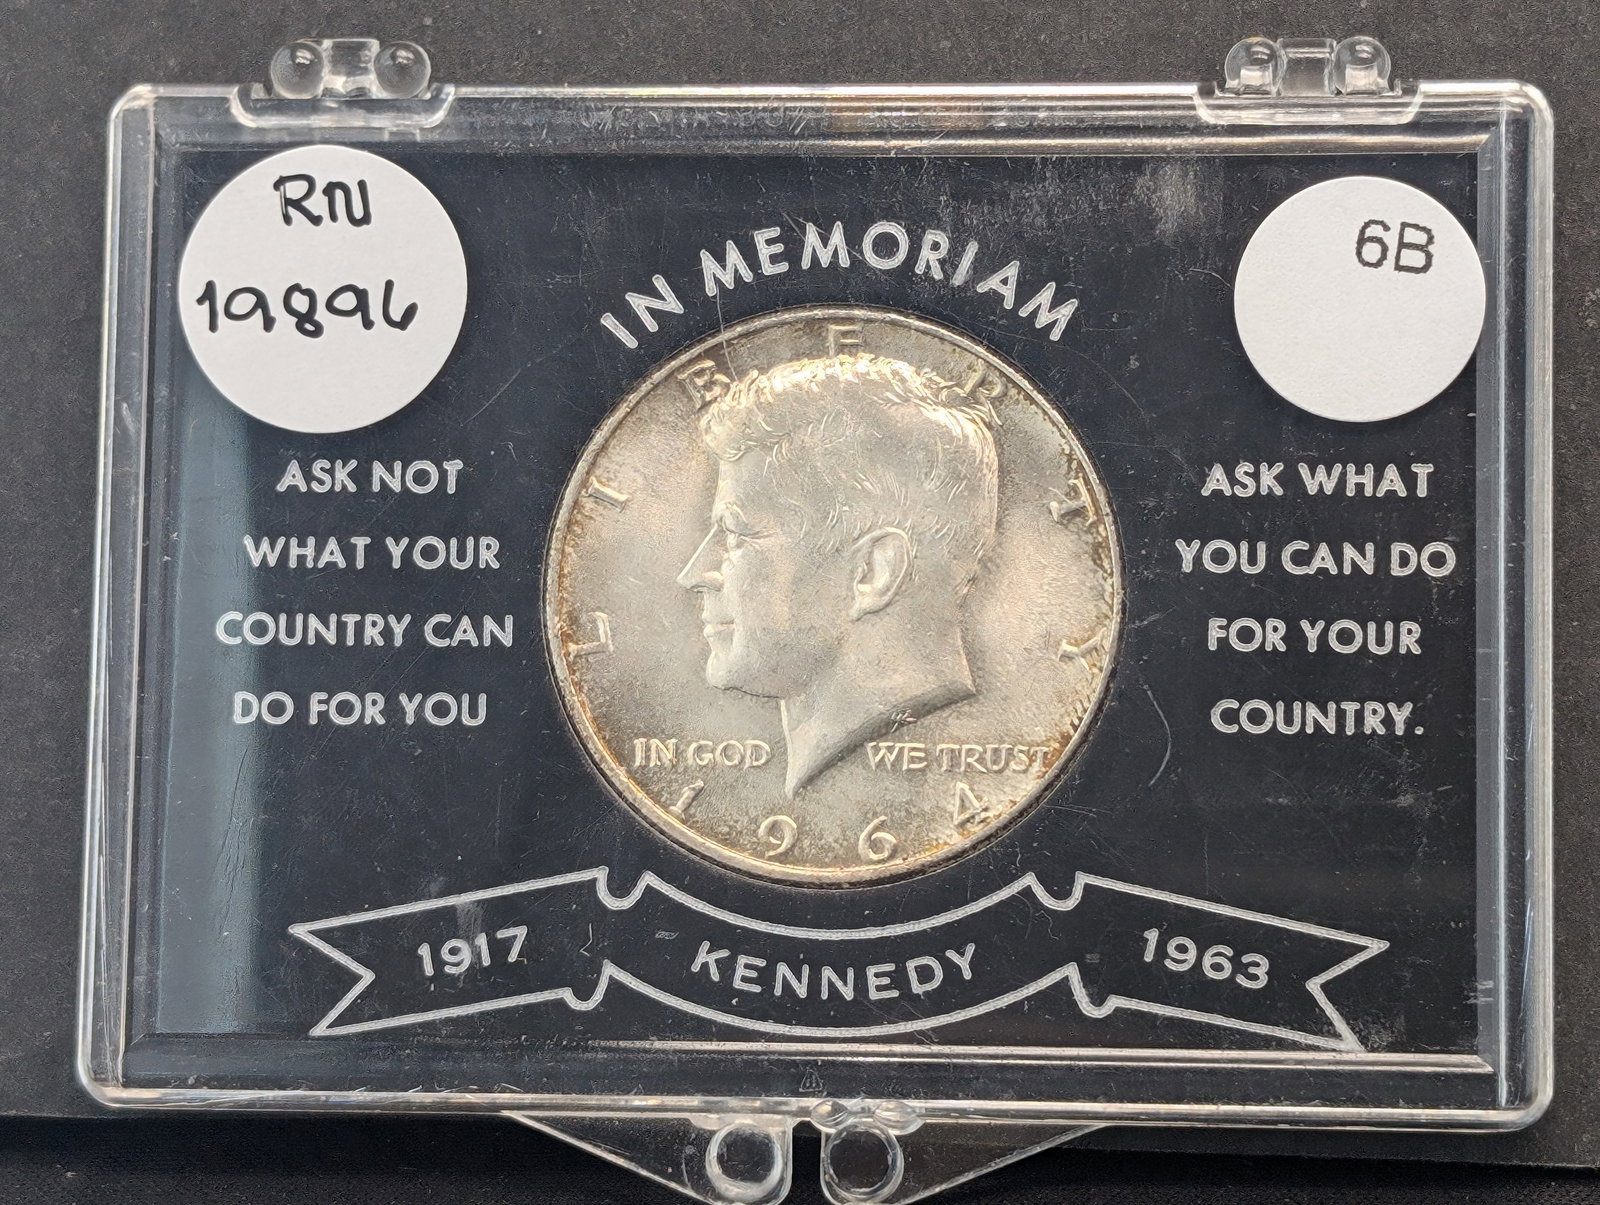 RN
19896
6B
IN MEMORIAM
ASK NOT
WHAT YOUR
COUNTRY CAN
DO FOR YOU
LIBERTY
IN GOD WE TRUST
1964
ASK WHAT
YOU CAN DO
FOR YOUR
COUNTRY.
1917 KENNEDY 1963